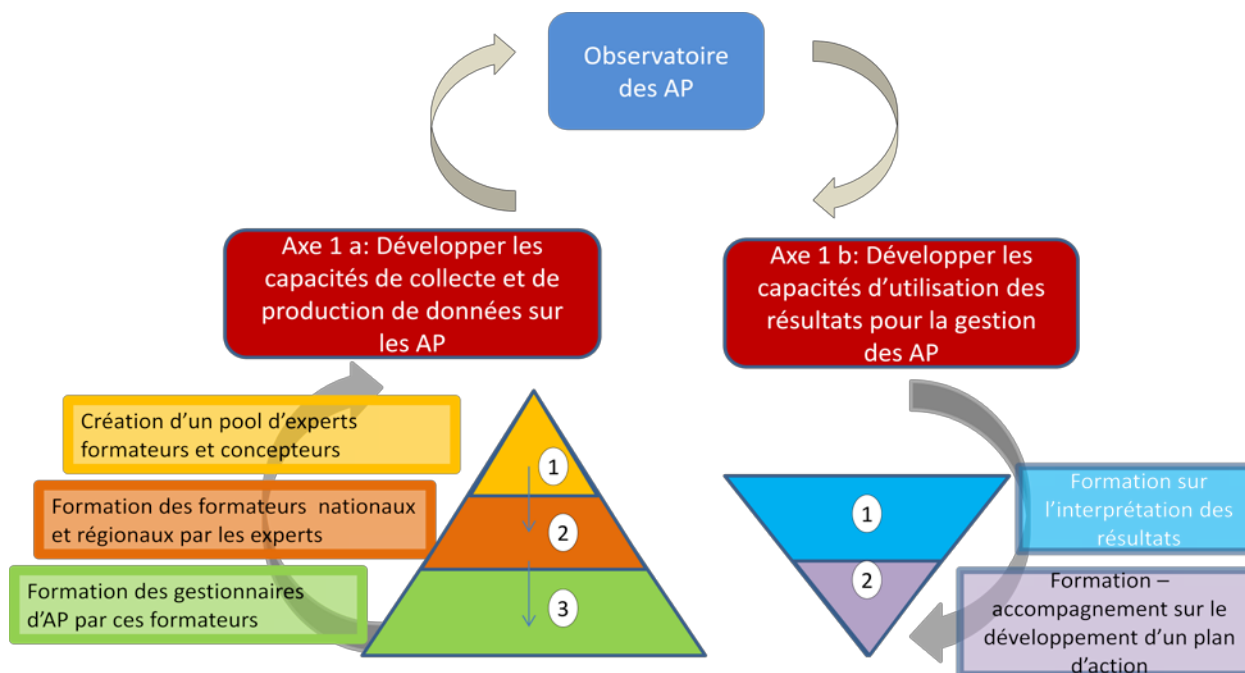 Observatoire
des AP
Axe 1 a: Développer les
capacités de collecte et de
production de données sur
les AP
Axe 1 b: Développer les
capacités d'utilisation des
résultats pour la gestion
des AP
Création d'un pool d'experts
formateurs et concepteurs
Formation des formateurs nationaux
et régionaux par les experts
Formation des gestionnaires
d'AP par ces formateurs
1
2
3
1
2
Formation sur
l'interprétation des
résultats
Formation –
accompagnement sur le
développement d'un plan
d'action